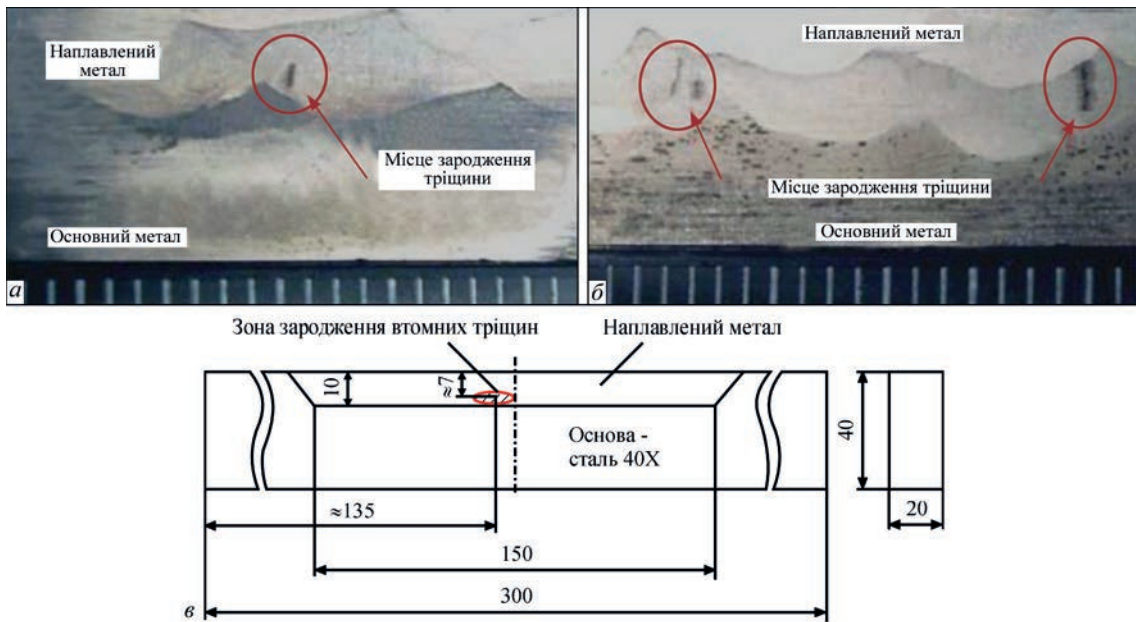 Наплавлений
метал
Місце зародження
тріщини
Основний метал
а
Наплавлений метал
Місце зародження тріщини
Основний метал
б
Зона зародження втомних тріщин
Наплавлений метал
10
≈7
Основа -
сталь 40Х
40
20
≈135
150
300
в